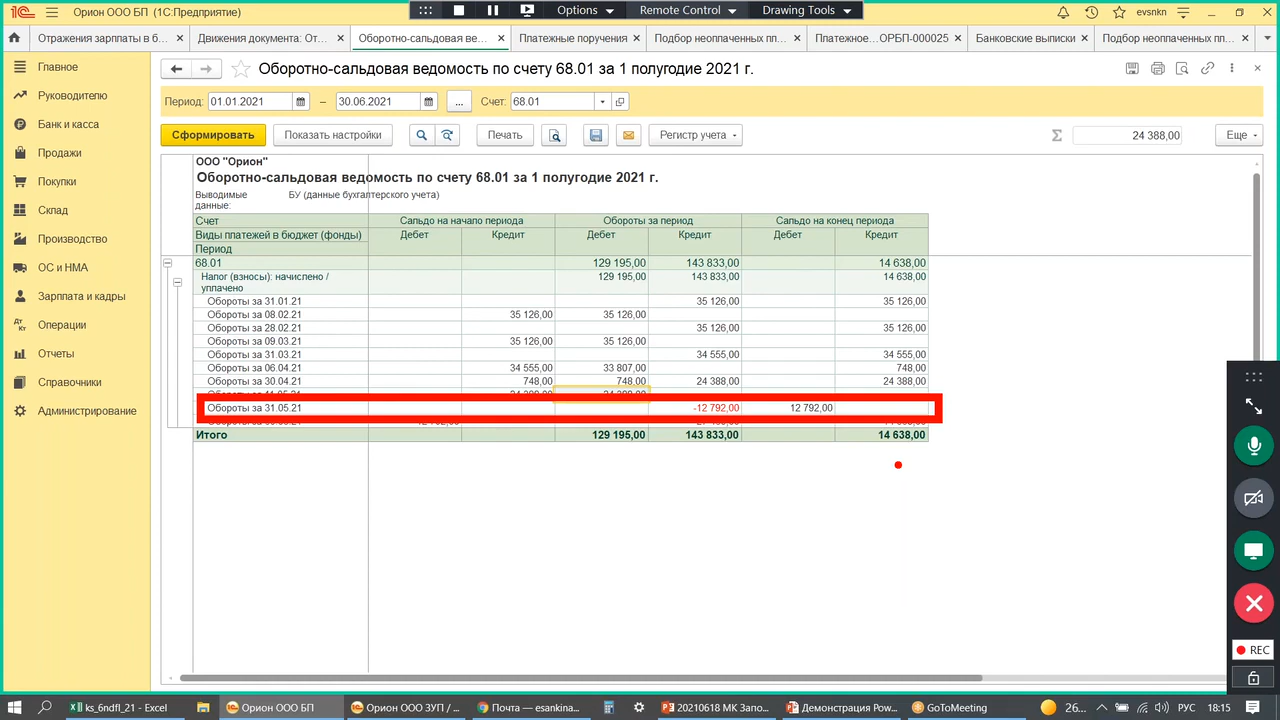 Орион ООО БП (1С:Предприятие)
Options
Remote Control
Drawing Tools
evsnkn
Отражения зарплаты в б...
Движения документа: От...
Оборотно-сальдовая ве...
Платежные поручения
Подбор неоплаченных пл...
Платежное...ОРБП-000025
Банковские выписки
Подбор неоплаченных пл...
Главное
Руководителю
Банк и касса
Продажи
Покупки
Склад
Производство
ОС и НМА
Зарплата и кадры
Операции
Отчеты
Справочники
Администрирование
Оборотно-сальдовая ведомость по счету 68.01 за 1 полугодие 2021 г.
Период: 01.01.2021 – 30.06.2021 ... Счет: 68.01
Сформировать Показать настройки Печать Регистр учета 24 388,00 Еще
ООО "Орион"
Оборотно-сальдовая ведомость по счету 68.01 за 1 полугодие 2021 г.
Выводимые БУ (данные бухгалтерского учета)
данные:
Счет Сальдо на начало периода Обороты за период Сальдо на конец периода
Виды платежей в бюджет (фонды) Дебет Кредит Дебет Кредит Дебет Кредит
Период
68.01 129 195,00 143 833,00 14 638,00
Налог (взносы): начислено / 129 195,00 143 833,00 14 638,00
уплачено
Обороты за 31.01.21 35 126,00 35 126,00
Обороты за 08.02.21 35 126,00 35 126,00
Обороты за 28.02.21 35 126,00 35 126,00
Обороты за 09.03.21 35 126,00 35 126,00
Обороты за 31.03.21 34 555,00 34 555,00
Обороты за 06.04.21 34 555,00 33 807,00 748,00
Обороты за 30.04.21 748,00 748,00 24 388,00 24 388,00
Обороты за 31.05.21 -12 792,00 12 792,00
Итого 129 195,00 143 833,00 14 638,00
REC
ks_6ndfl_21 - Excel
Орион ООО БП
Орион ООО ЗУП / ...
Почта — esankina...
20210618 МК Запо...
Демонстрация Pow...
GoToMeeting
26...
РУС
18:15